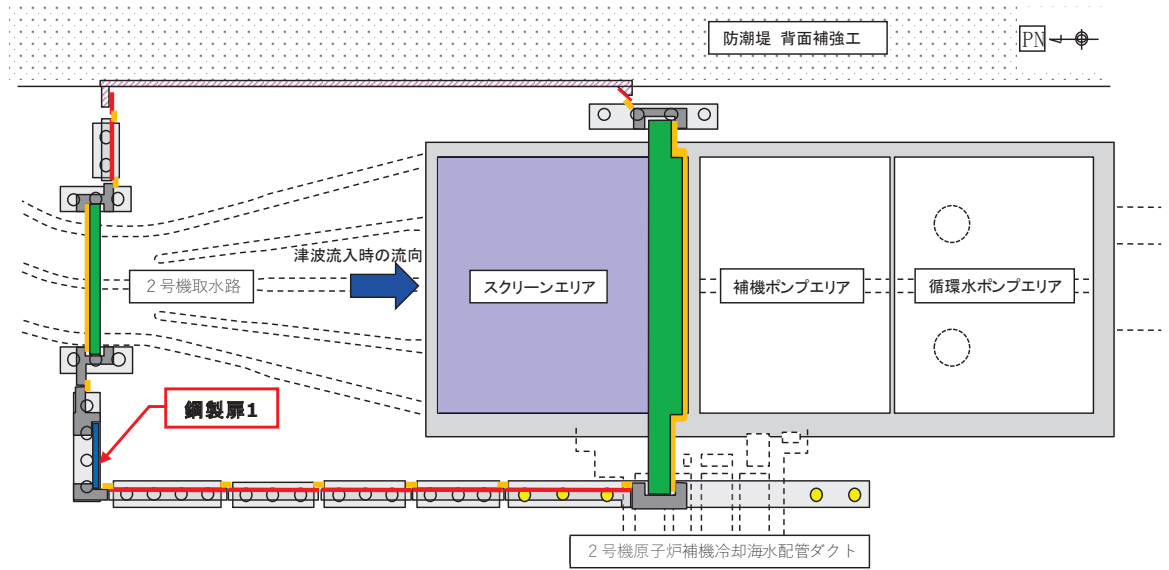 防潮堤 背面補強工
PN
津波流入時の流向
２号機取水路
スクリーンエリア
補機ポンプエリア
循環水ポンプエリア
鋼製扉1
２号機原子炉補機冷却海水配管ダクト